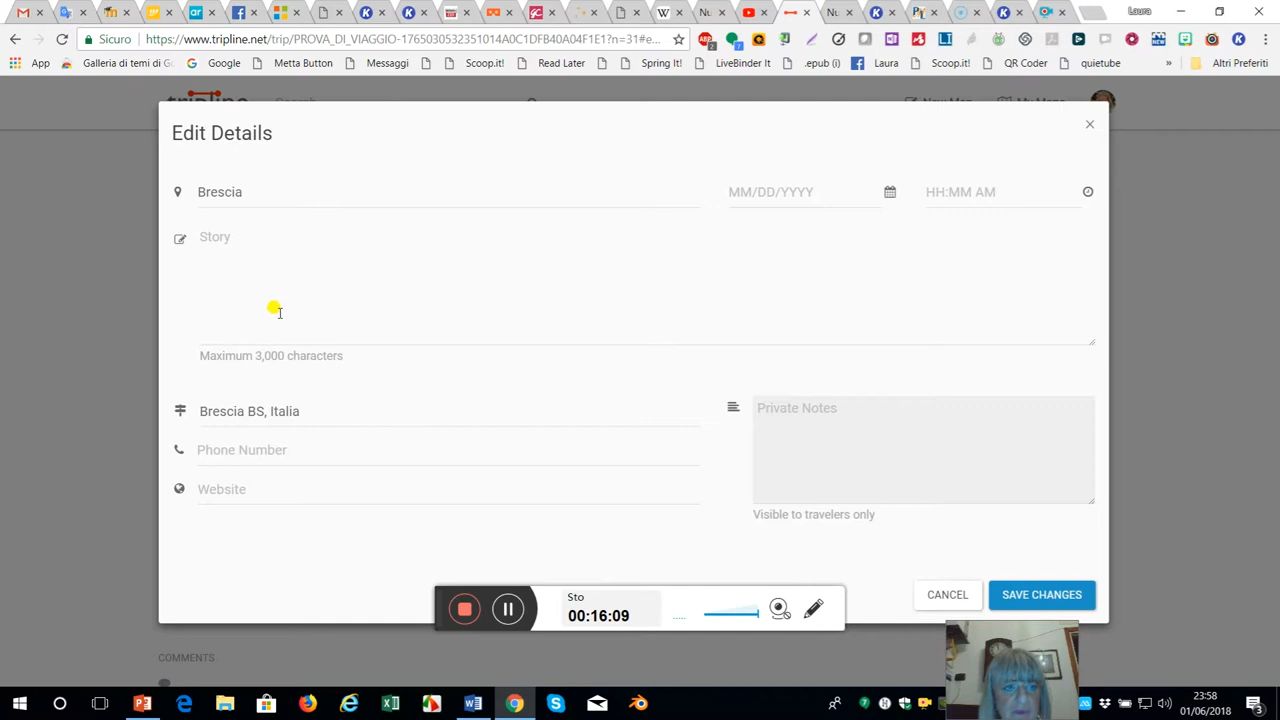 Laura
Sicuro https://www.tripline.net/trip/PROVA_DI_VIAGGIO-1765030532351014A0C1DFB40A04F1E1?n=31#e...
App Galleria di temi di G Google Metta Button Messaggi Scoop.it! Read Later Spring It! LiveBinder It .epub (i) Laura Scoop.it! QR Coder quietube » Altri Preferiti
Edit Details
Brescia MM/DD/YYYY HH:MM AM
Story
Maximum 3,000 characters
Brescia BS, Italia
Private Notes
Phone Number
Website
Visible to travelers only
CANCEL SAVE CHANGES
Sto
00:16:09
COMMENTS
23:58
01/06/2018